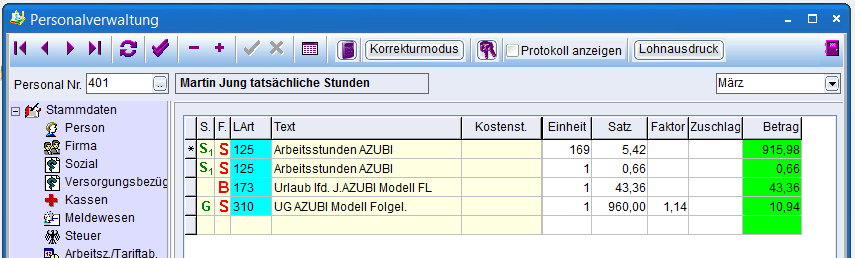 Personalverwaltung
Korrekturmodus Protokoll anzeigen Lohnausdruck
Personal Nr. 401 ... Martin Jung tatsächliche Stunden März
Stammdaten
Person
Firma
Sozial
Versorgungsbezüg
Kassen
Meldewesen
Steuer
Arbeitsz./Tariftab.
S. F. LArt Text Kostenst. Einheit Satz Faktor Zuschlag Betrag
* S1 S 125 Arbeitsstunden AZUBI 169 5,42 915,98
S1 S 125 Arbeitsstunden AZUBI 1 0,66 0,66
B 173 Urlaub lfd. J.AZUBI Modell FL 1 43,36 43,36
G S 310 UG AZUBI Modell Folgel. 1 960,00 1,14 10,94